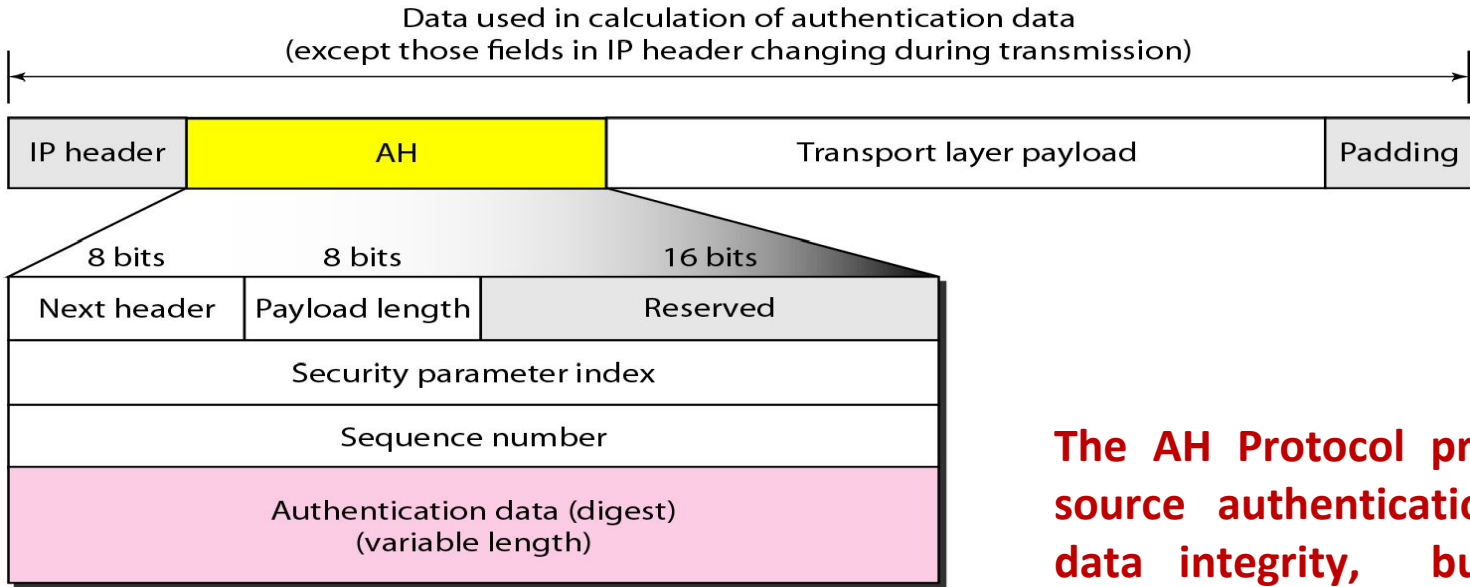 Data used in calculation of authentication data
(except those fields in IP header changing during transmission)
IP header AH Transport layer payload Padding
8 bits 8 bits 16 bits
Next header Payload length Reserved
Security parameter index
Sequence number
Authentication data (digest)
(variable length)
The AH Protocol
source
data integrity,